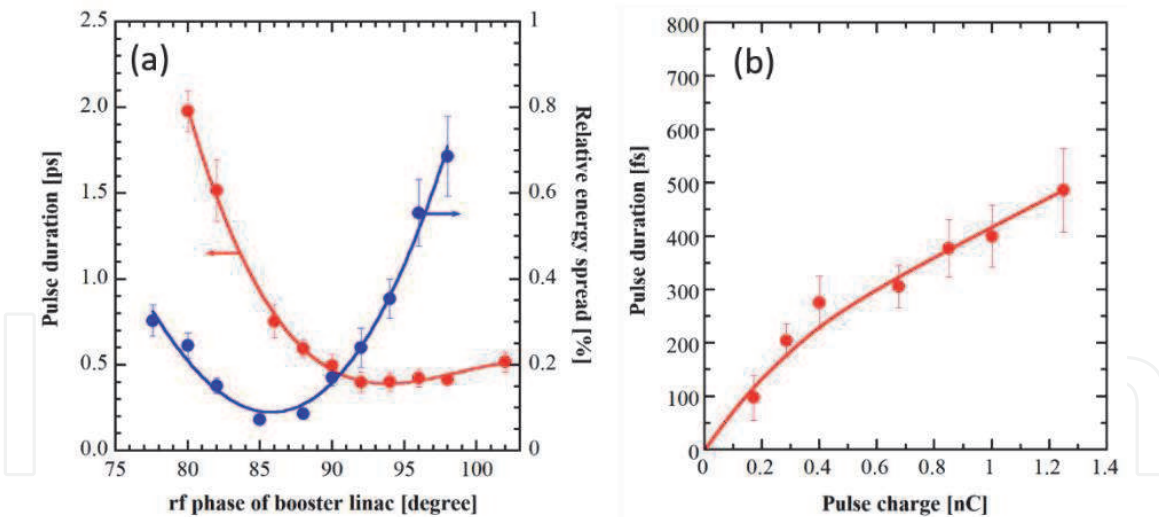 (a)
2.5
2.0
1.5
1.0
0.5
0.0
Pulse duration [ps]
1
0.8
0.6
0.4
0.2
0
Relative energy spread [%]
75 80 85 90 95 100
rf phase of booster linac [degree]
(b)
800
700
600
500
400
300
200
100
0
Pulse duration [fs]
0 0.2 0.4 0.6 0.8 1 1.2 1.4
Pulse charge [nC]